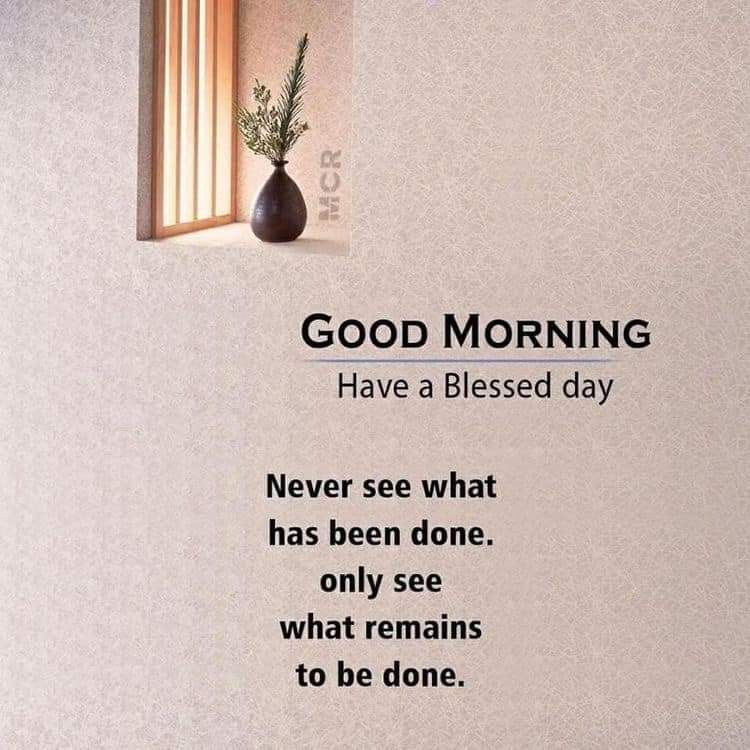 MCR
GOOD MORNING
Have a Blessed day
Never see what
has been done.
only see
what remains
to be done.